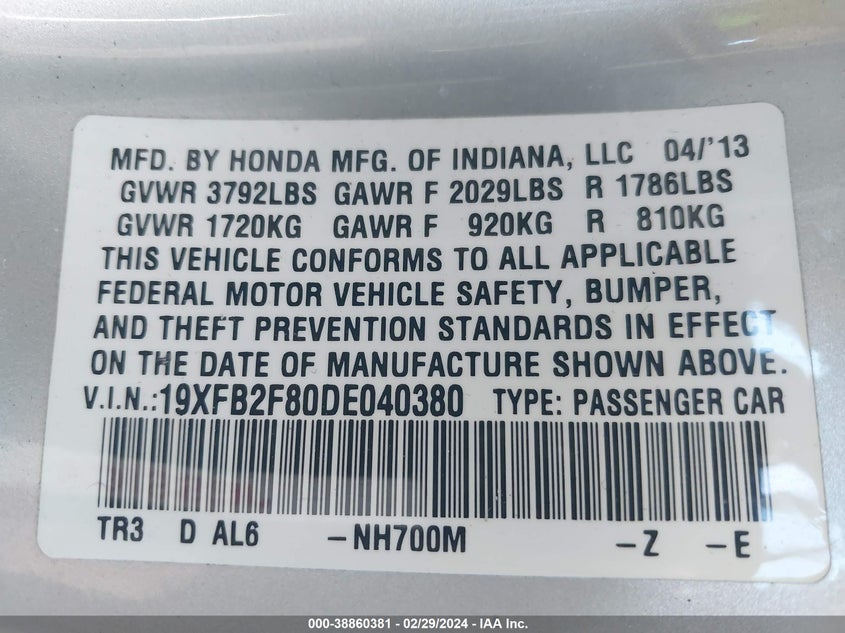 MFD. BY HONDA MFG. OF INDIANA, LLC 04/'13
GVWR 3792LBS GAWR F 2029LBS R 1786LBS
GVWR 1720KG GAWR F 920KG R 810KG
THIS VEHICLE CONFORMS TO ALL APPLICABLE
FEDERAL MOTOR VEHICLE SAFETY, BUMPER,
AND THEFT PREVENTION STANDARDS IN EFFECT
ON THE DATE OF MANUFACTURE SHOWN ABOVE.
V.I.N.:19XFB2F80DE040380 TYPE: PASSENGER CAR
TR3 D AL6 -NH700M -Z -E
000-38860381 - 02/29/2024 - IAA Inc.